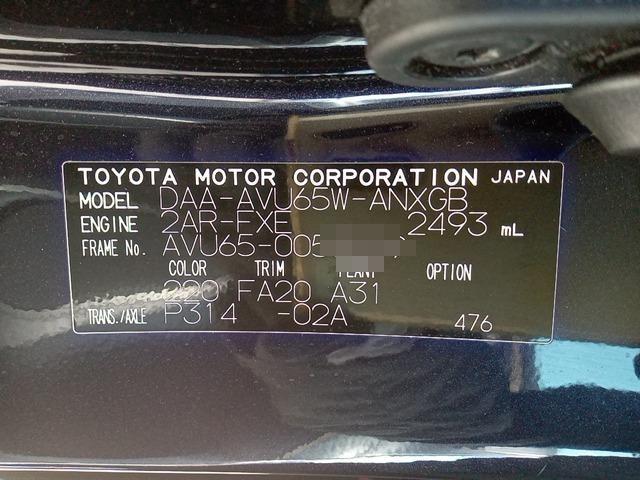 TOYOTA MOTOR CORPORATION JAPAN
MODEL DAA-AVU65W-ANXGB
ENGINE 2AR-FXE 2493 mL
FRAME No. AVU65-005
COLOR TRIM PLANT OPTION
220 FA20 A31
TRANS./AXLE P314 -02A 476